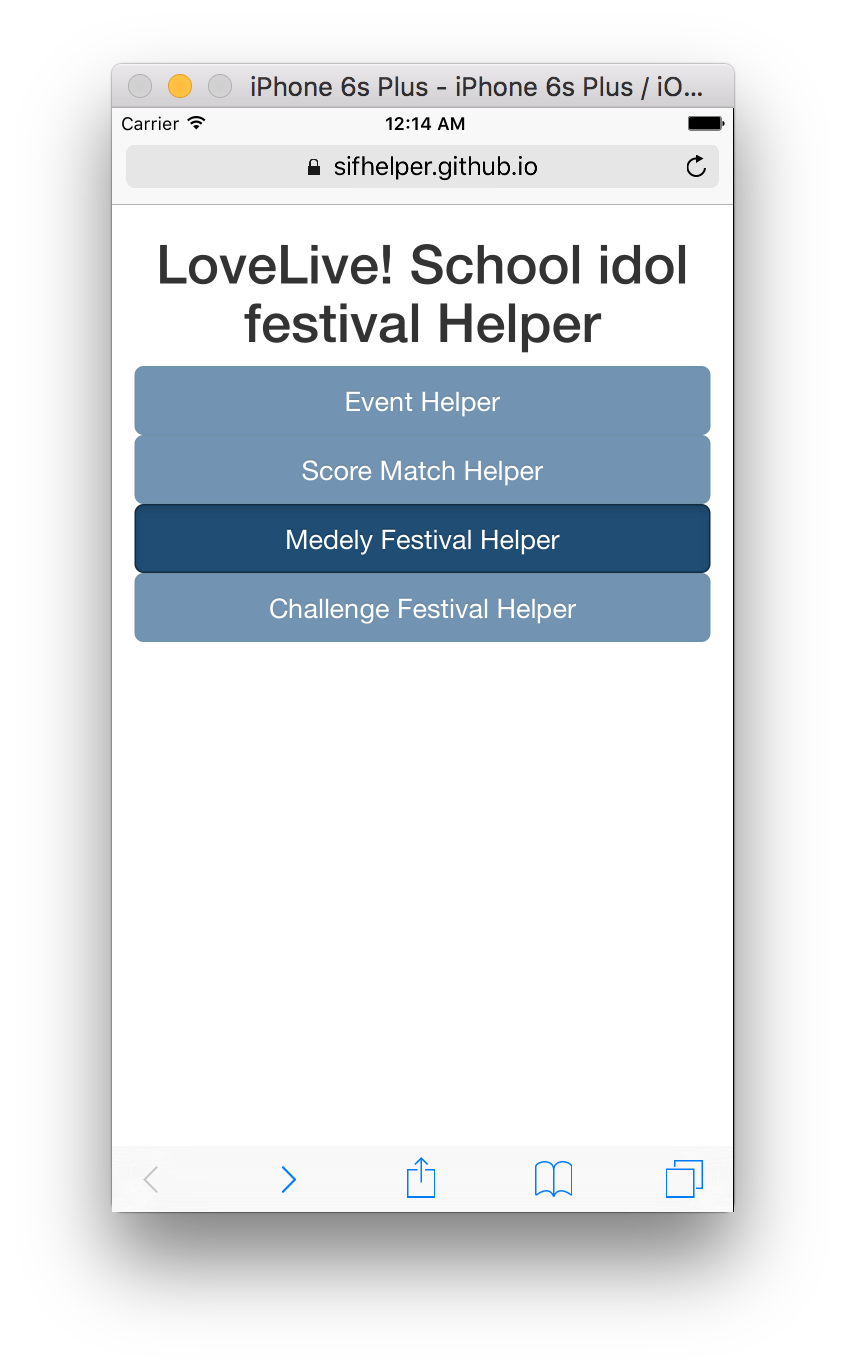 iPhone 6s Plus - iPhone 6s Plus / iO...
Carrier 12:14 AM
sifhelper.github.io
LoveLive! School idol
festival Helper
Event Helper
Score Match Helper
Medely Festival Helper
Challenge Festival Helper